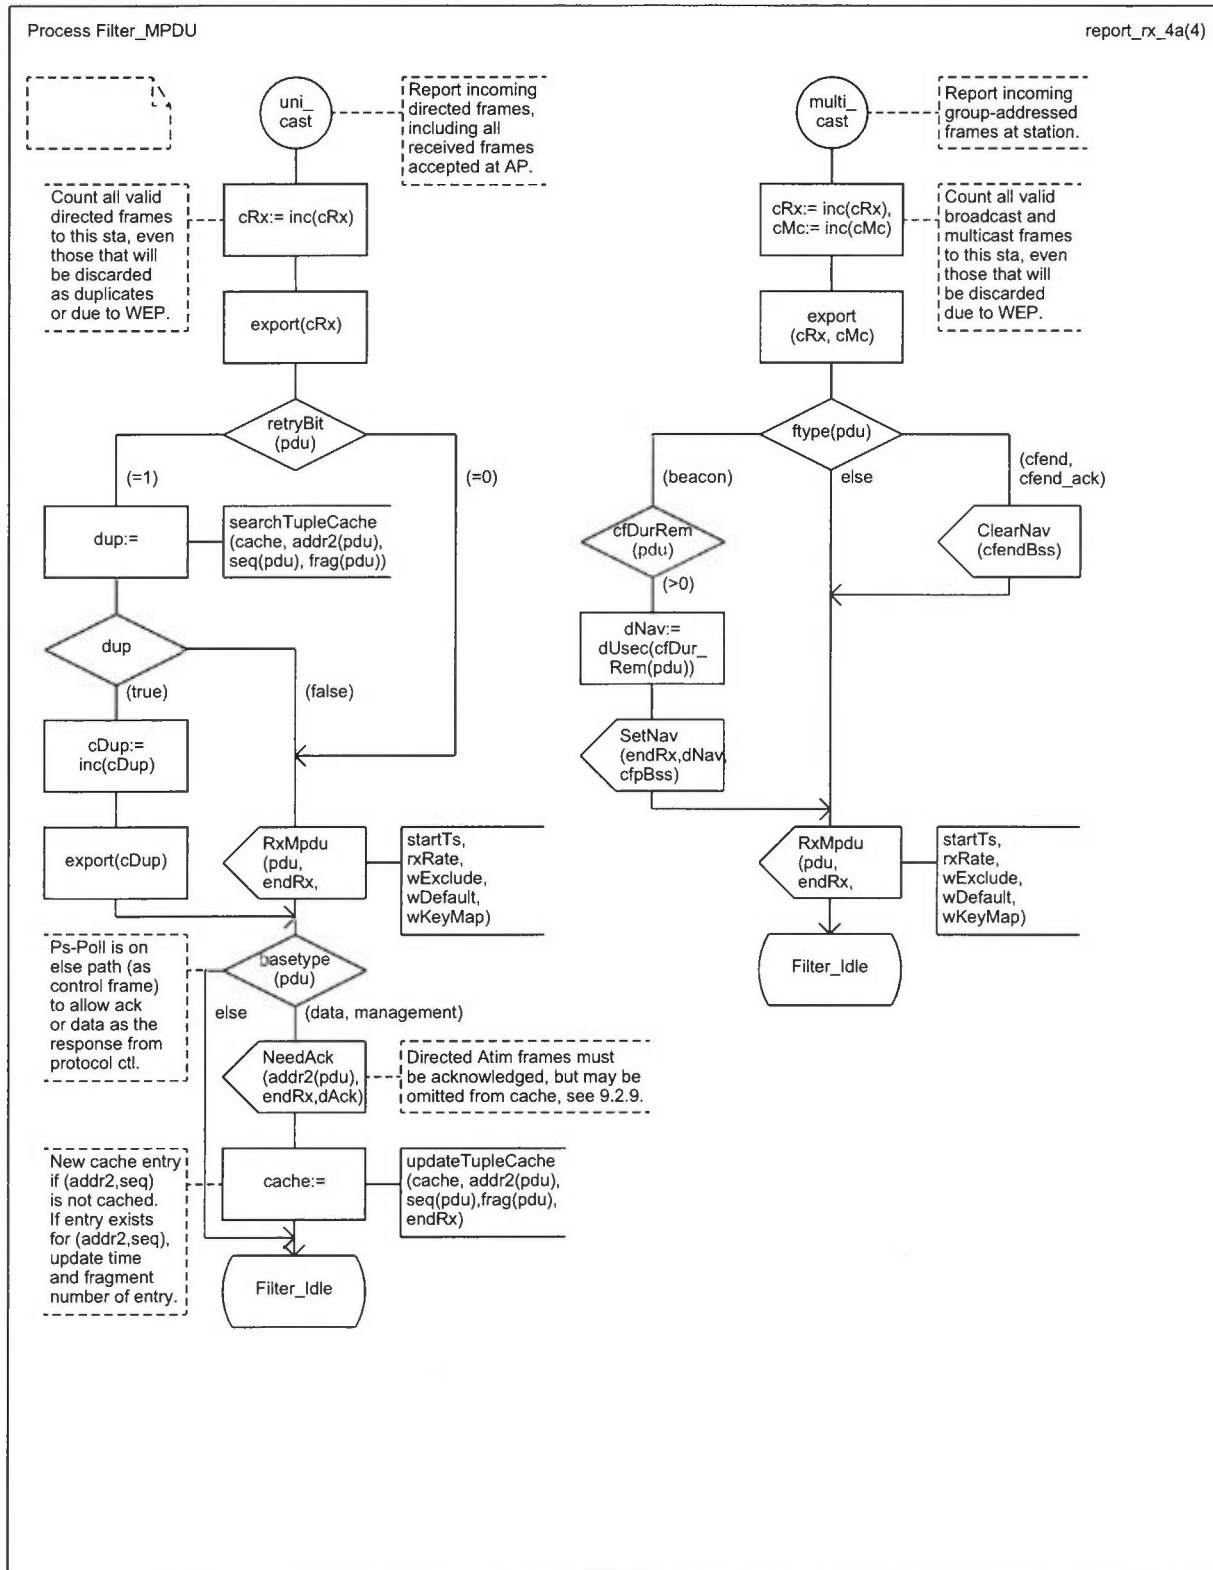 Process Filter_MPDU
report_rx_4a(4)
uni_
cast
Report incoming
directed frames,
including all
received frames
accepted at AP.
Count all valid
directed frames
to this sta, even
those that will
be discarded
as duplicates
or due to WEP.
cRx:= inc(cRx)
export(cRx)
retryBit
(pdu)
(=1)
(=0)
dup:=
searchTupleCache
(cache, addr2(pdu),
seq(pdu), frag(pdu))
dup
(true)
(false)
cDup:=
inc(cDup)
export(cDup)
RxMpdu
(pdu,
endRx,
startTs,
rxRate,
wExclude,
wDefault,
wKeyMap)
Ps-Poll is on
else path (as
control frame)
to allow ack
or data as the
response from
protocol ctl.
basetype
(pdu)
else
(data, management)
NeedAck
(addr2(pdu),
endRx,dAck)
Directed Atim frames must
be acknowledged, but may be
omitted from cache, see 9.2.9.
New cache entry
if (addr2,seq)
is not cached.
If entry exists
for (addr2,seq),
update time
and fragment
number of entry.
cache:=
updateTupleCache
(cache, addr2(pdu),
seq(pdu),frag(pdu),
endRx)
Filter_Idle
multi_
cast
Report incoming
group-addressed
frames at station.
cRx:= inc(cRx),
cMc:= inc(cMc)
Count all valid
broadcast and
multicast frames
to this sta, even
those that will
be discarded
due to WEP.
export
(cRx, cMc)
ftype(pdu)
(beacon)
else
(cfend,
cfend_ack)
cfDurRem
(pdu)
(>0)
ClearNav
(cfendBss)
dNav:=
dUsec(cfDur_
Rem(pdu))
SetNav
(endRx,dNav,
cfpBss)
RxMpdu
(pdu,
endRx,
startTs,
rxRate,
wExclude,
wDefault,
wKeyMap)
Filter_Idle